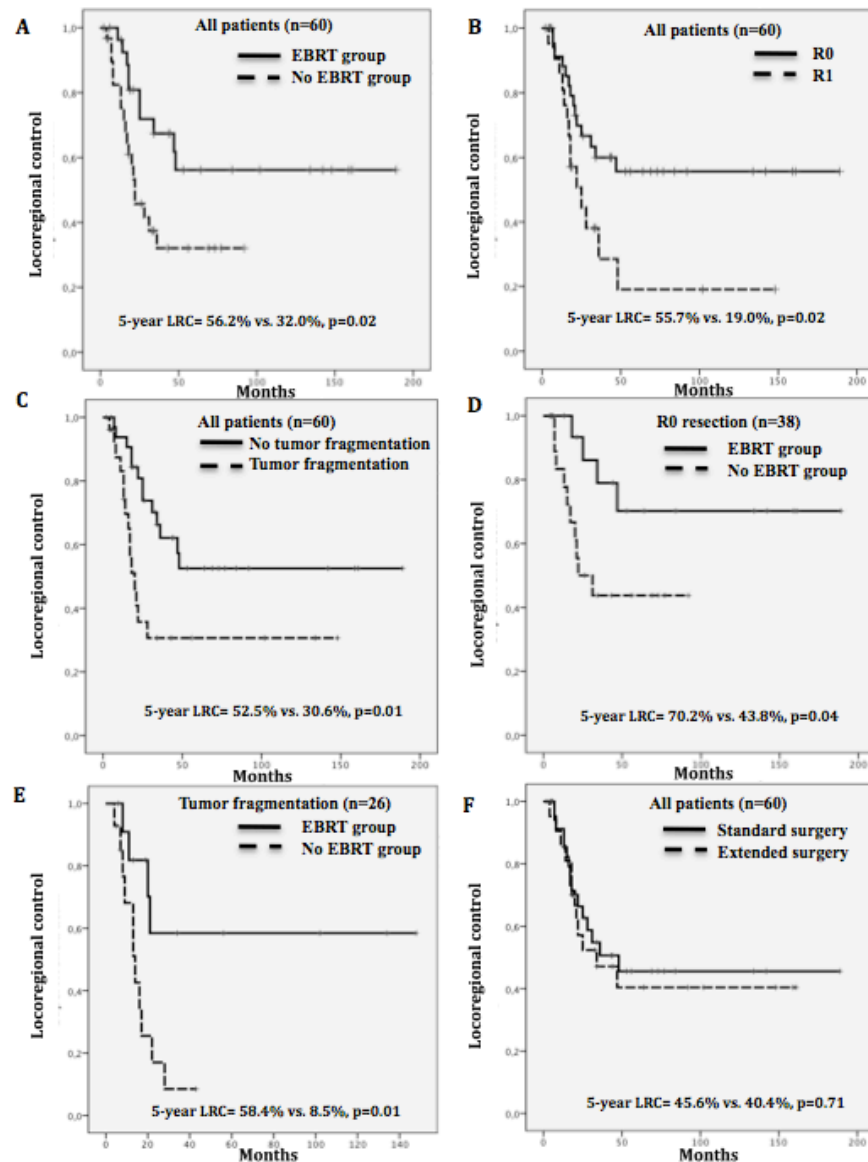 A
All patients (n=60)
EBRT group
No EBRT group
Locoregional control
1,0
0,8
0,6
0,4
0,2
0,0
5-year LRC= 56.2% vs. 32.0%, p=0.02
0
50
100
150
200
Months
B
All patients (n=60)
R0
R1
Locoregional control
1,0
0,8
0,6
0,4
0,2
0,0
5-year LRC= 55.7% vs. 19.0%, p=0.02
0
50
100
150
200
Months
C
All patients (n=60)
No tumor fragmentation
Tumor fragmentation
Locoregional control
1,0
0,8
0,6
0,4
0,2
0,0
5-year LRC= 52.5% vs. 30.6%, p=0.01
0
50
100
150
200
Months
D
R0 resection (n=38)
EBRT group
No EBRT group
Locoregional control
1,0
0,8
0,6
0,4
0,2
0,0
5-year LRC= 70.2% vs. 43.8%, p=0.04
0
50
100
150
200
Months
E
Tumor fragmentation (n=26)
EBRT group
No EBRT group
Locoregional control
1,0
0,8
0,6
0,4
0,2
0,0
5-year LRC= 58.4% vs. 8.5%, p=0.01
0
20
40
60
80
100
120
140
Months
F
All patients (n=60)
Standard surgery
Extended surgery
Locoregional control
1,0
0,8
0,6
0,4
0,2
0,0
5-year LRC= 45.6% vs. 40.4%, p=0.71
0
50
100
150
200
Months